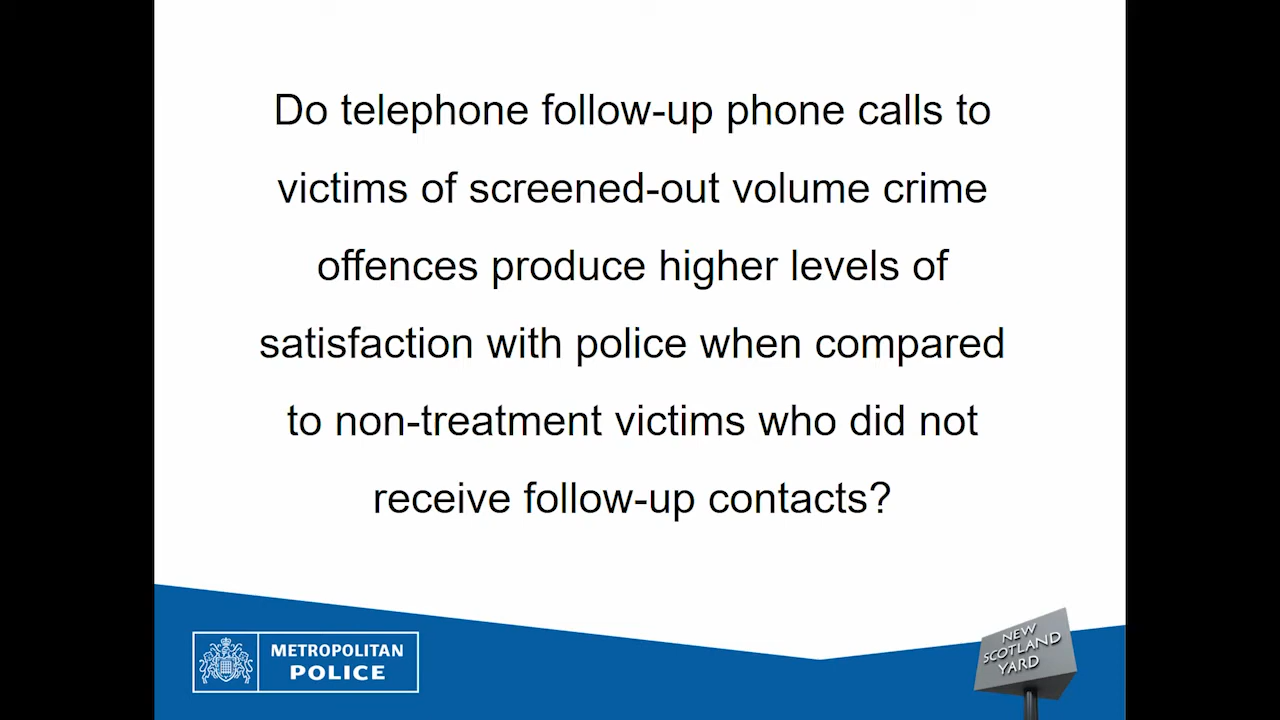 Do telephone follow-up phone calls to
victims of screened-out volume crime
offences produce higher levels of
satisfaction with police when compared
to non-treatment victims who did not
receive follow-up contacts?
METROPOLITAN
POLICE
NEW
SCOTLAND
YARD